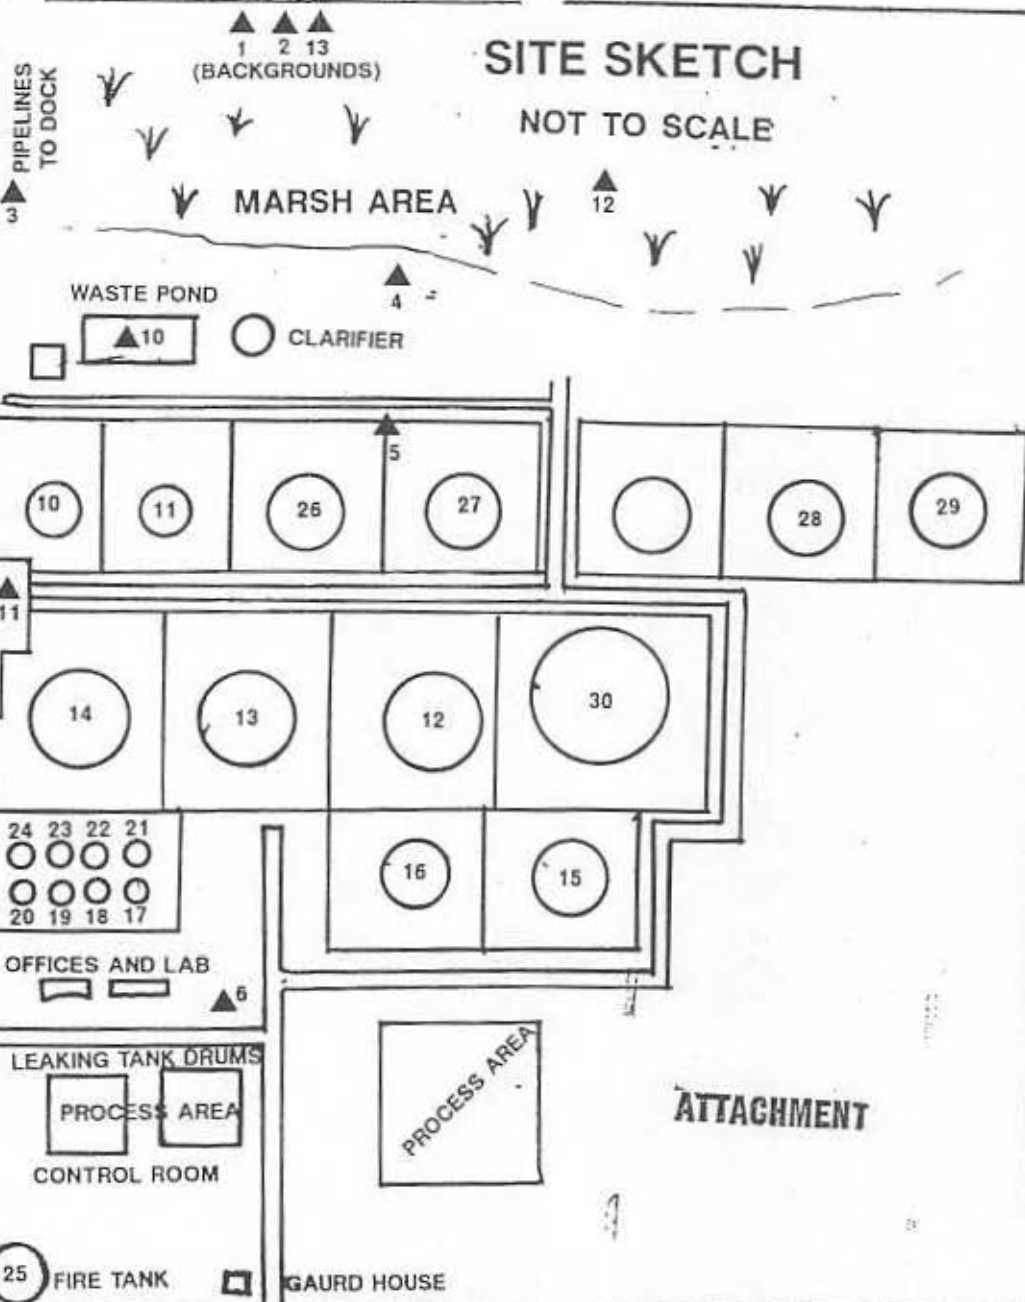 1 2 13
(BACKGROUNDS)
SITE SKETCH
NOT TO SCALE
PIPELINES
TO DOCK
3
MARSH AREA
12
4
WASTE POND
10
CLARIFIER
5
10 11 26 27 28 29
11
14 13 12 30
24 23 22 21
16 15
20 19 18 17
OFFICES AND LAB
6
LEAKING TANK DRUMS
PROCESS AREA
PROCESS AREA
CONTROL ROOM
ATTACHMENT
25 FIRE TANK
GAURD HOUSE